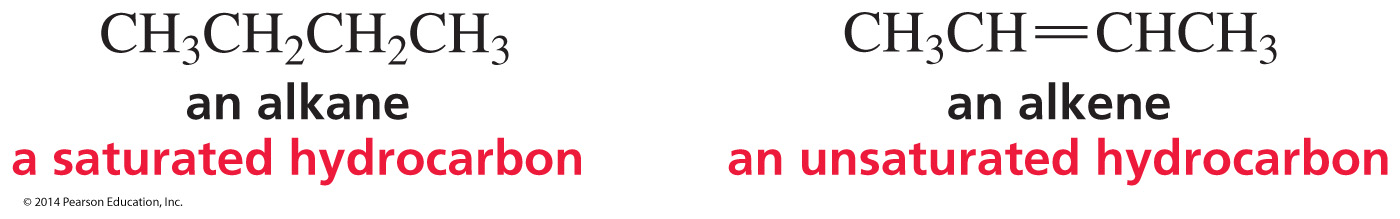 CH₃CH₂CH₂CH₃
an alkane
a saturated hydrocarbon
CH₃CH=CHCH₃
an alkene
an unsaturated hydrocarbon
© 2014 Pearson Education, Inc.